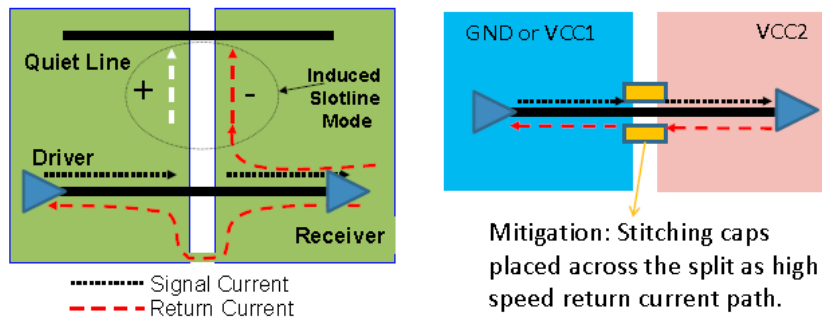 Quiet Line
+
-
Induced
Slotline
Mode
Driver
Receiver
Signal Current
Return Current
GND or VCC1
VCC2
Mitigation: Stitching caps
placed across the split as high
speed return current path.